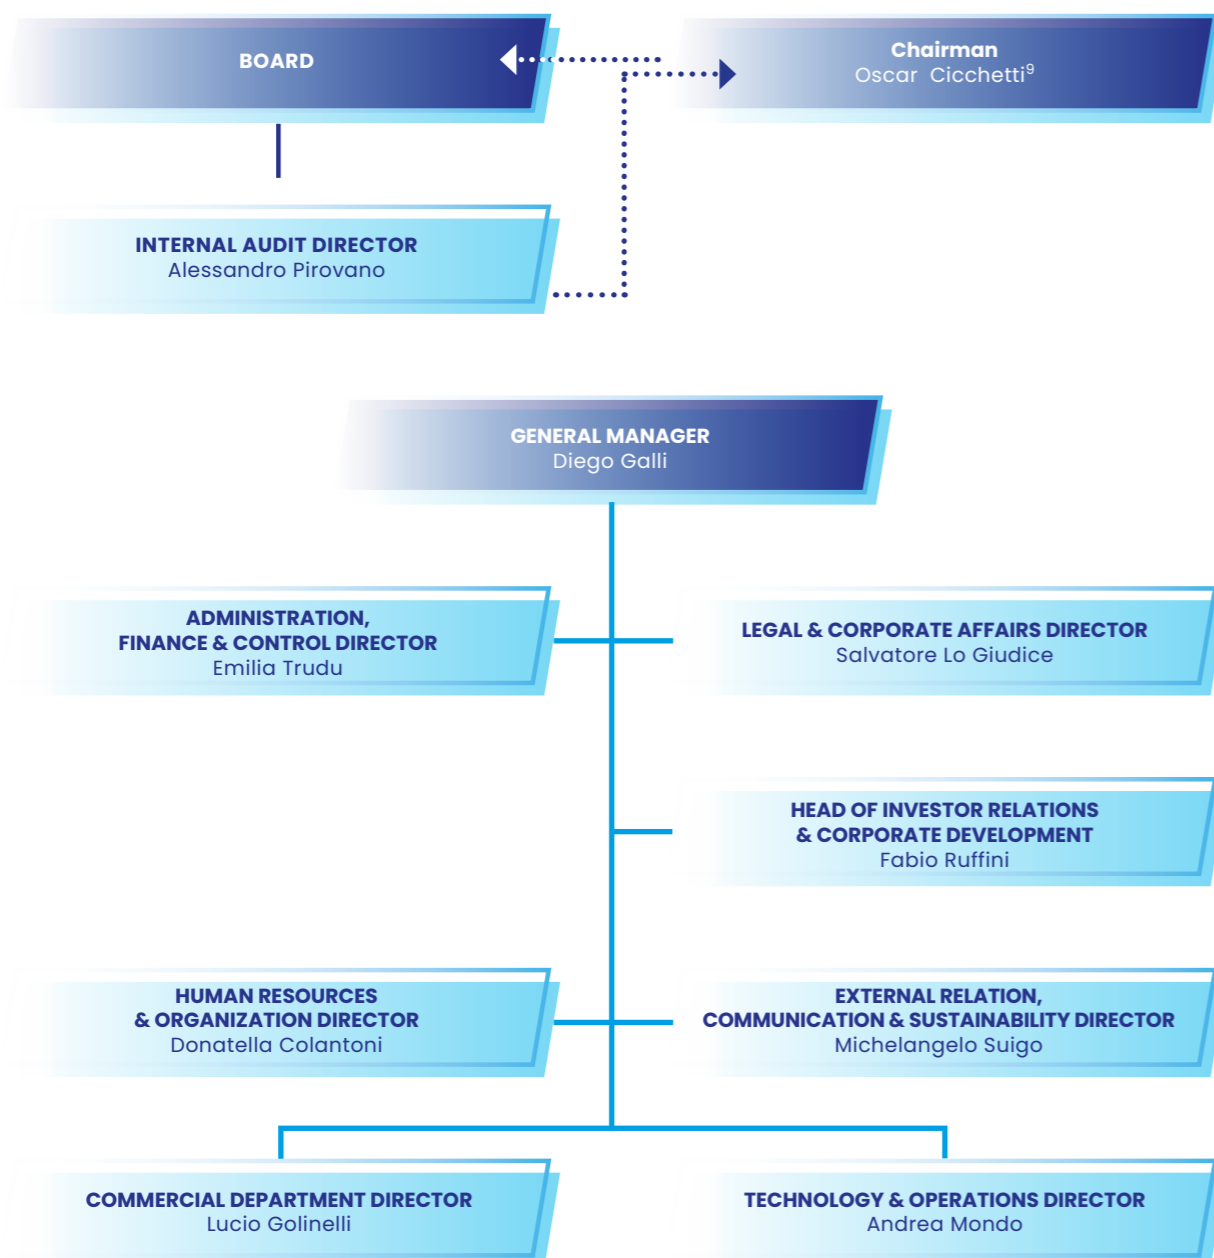 BOARD
Chairman
Oscar Cicchetti⁹
INTERNAL AUDIT DIRECTOR
Alessandro Pirovano
GENERAL MANAGER
Diego Galli
ADMINISTRATION,
FINANCE & CONTROL DIRECTOR
Emilia Trudu
LEGAL & CORPORATE AFFAIRS DIRECTOR
Salvatore Lo Giudice
HEAD OF INVESTOR RELATIONS
& CORPORATE DEVELOPMENT
Fabio Ruffini
HUMAN RESOURCES
& ORGANIZATION DIRECTOR
Donatella Colantoni
EXTERNAL RELATION,
COMMUNICATION & SUSTAINABILITY DIRECTOR
Michelangelo Suigo
COMMERCIAL DEPARTMENT DIRECTOR
Lucio Golinelli
TECHNOLOGY & OPERATIONS DIRECTOR
Andrea Mondo